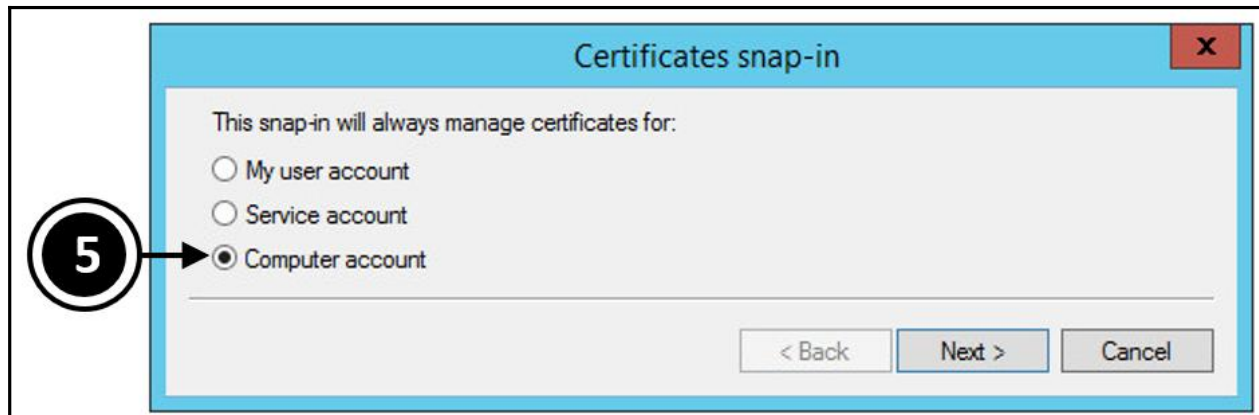 Certificates snap-in
x
This snap-in will always manage certificates for:
My user account
Service account
5
Computer account
< Back
Next >
Cancel